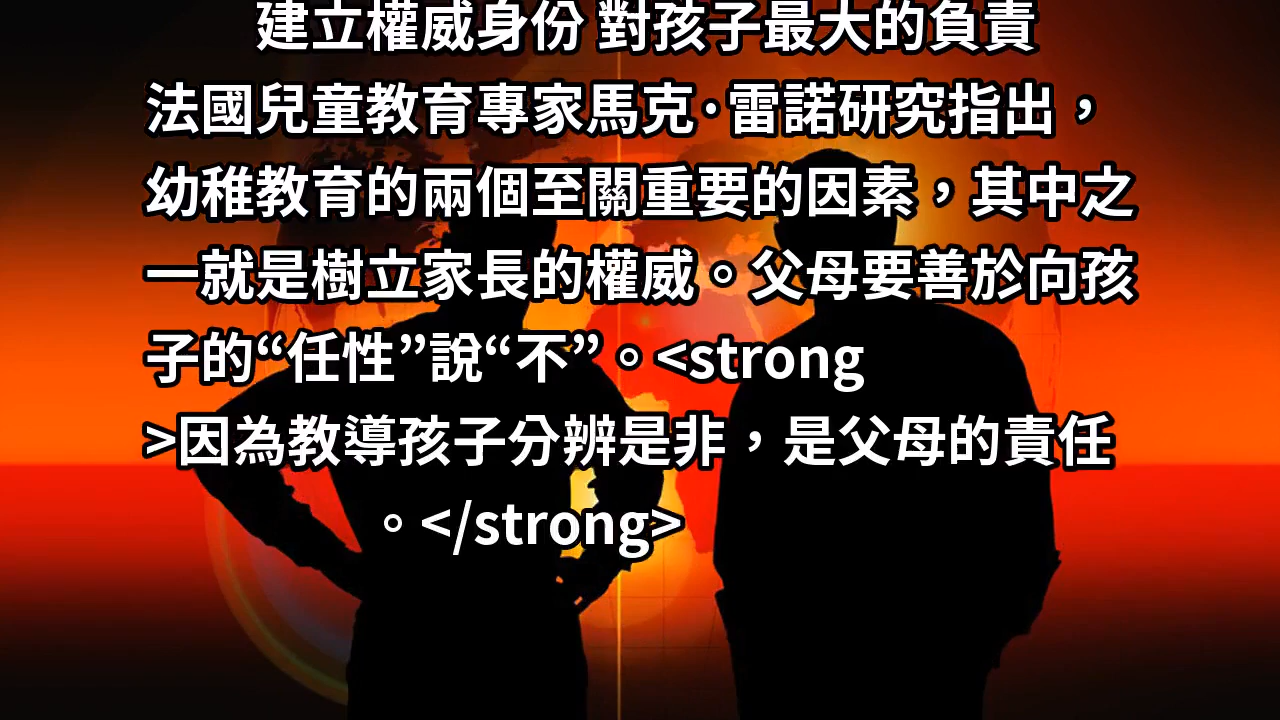 建立權威身份 對孩子最大的負責
法國兒童教育專家馬克·雷諾研究指出，
幼稚教育的兩個至關重要的因素，其中之
一就是樹立家長的權威。父母要善於向孩
子的“任性”說“不”。<strong
>因為教導孩子分辨是非，是父母的責任
。</strong>